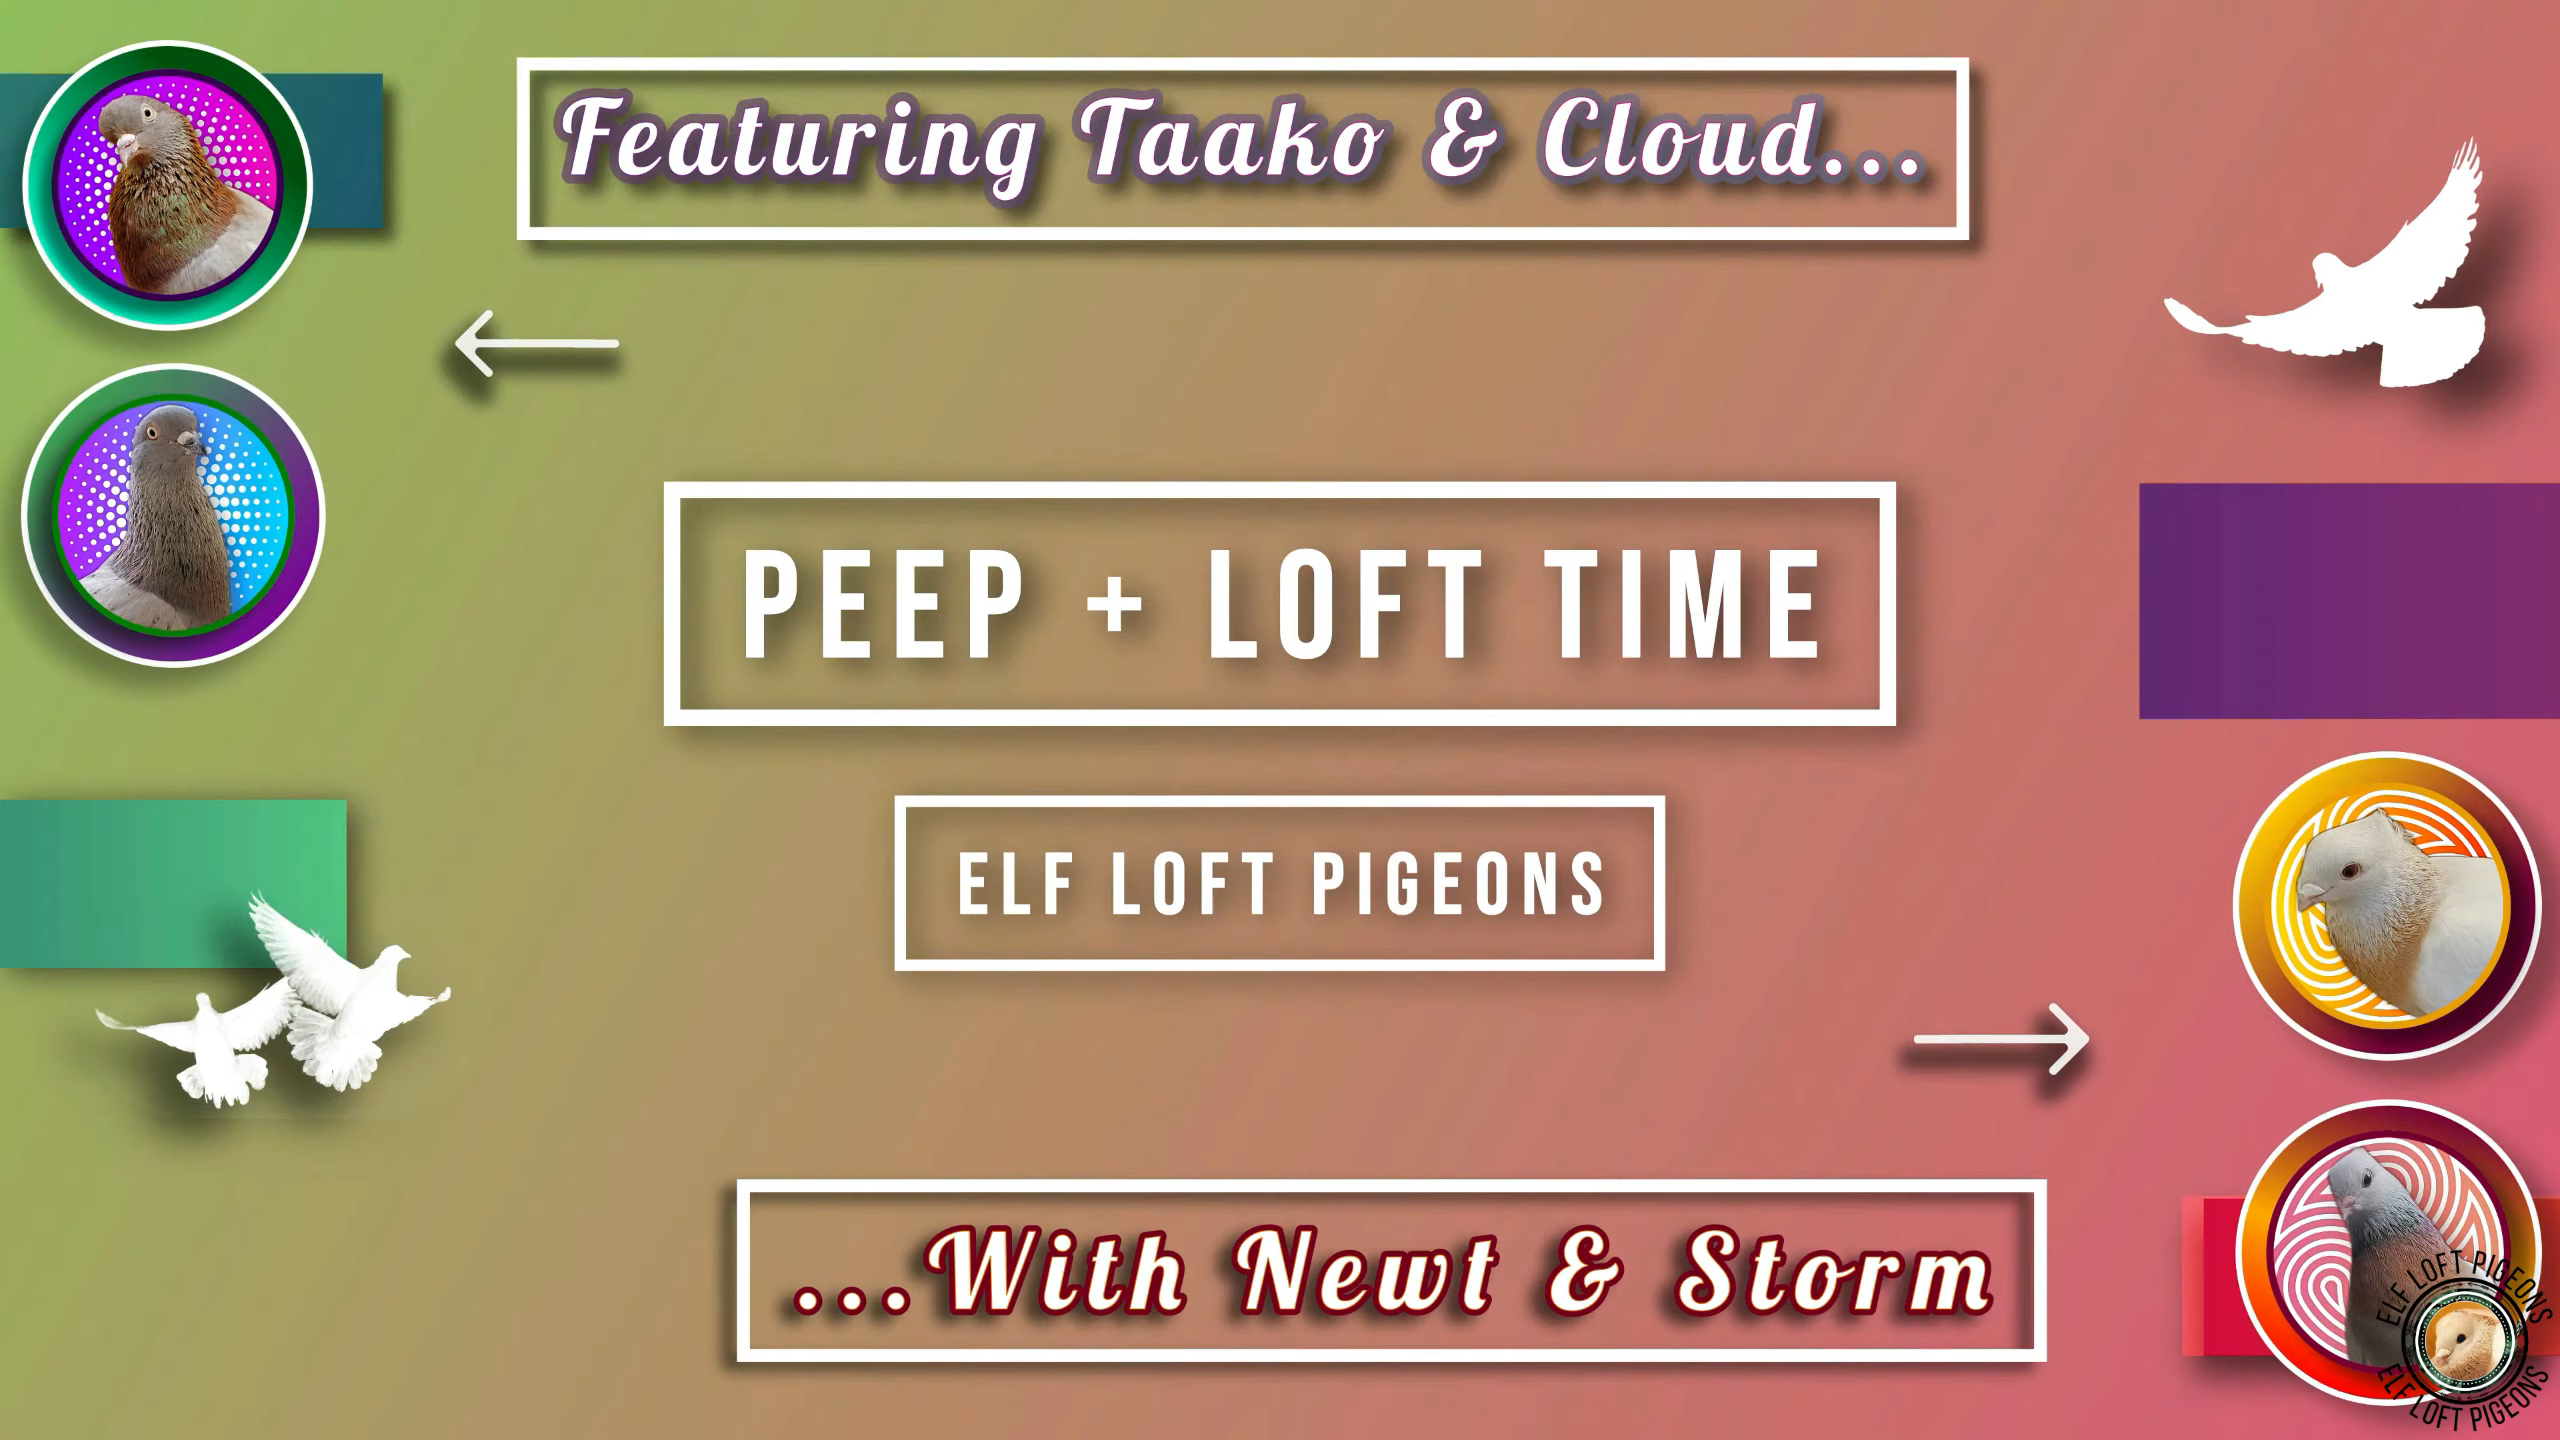 Featuring Taako & Cloud...
PEEP + LOFT TIME
ELF LOFT PIGEONS
...With Newt & Storm
ELF LOFT PIGEONS
ELF LOFT PIGEONS